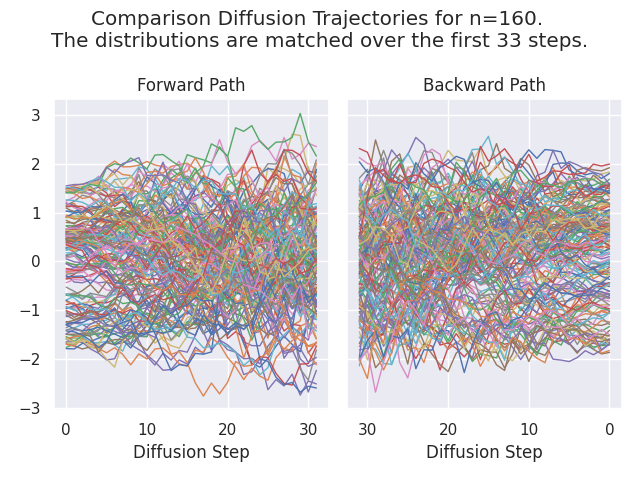 Comparison Diffusion Trajectories for n=160.
The distributions are matched over the first 33 steps.
Forward Path
Backward Path
3
2
1
0
−1
−2
−3
0 10 20 30
30 20 10 0
Diffusion Step
Diffusion Step